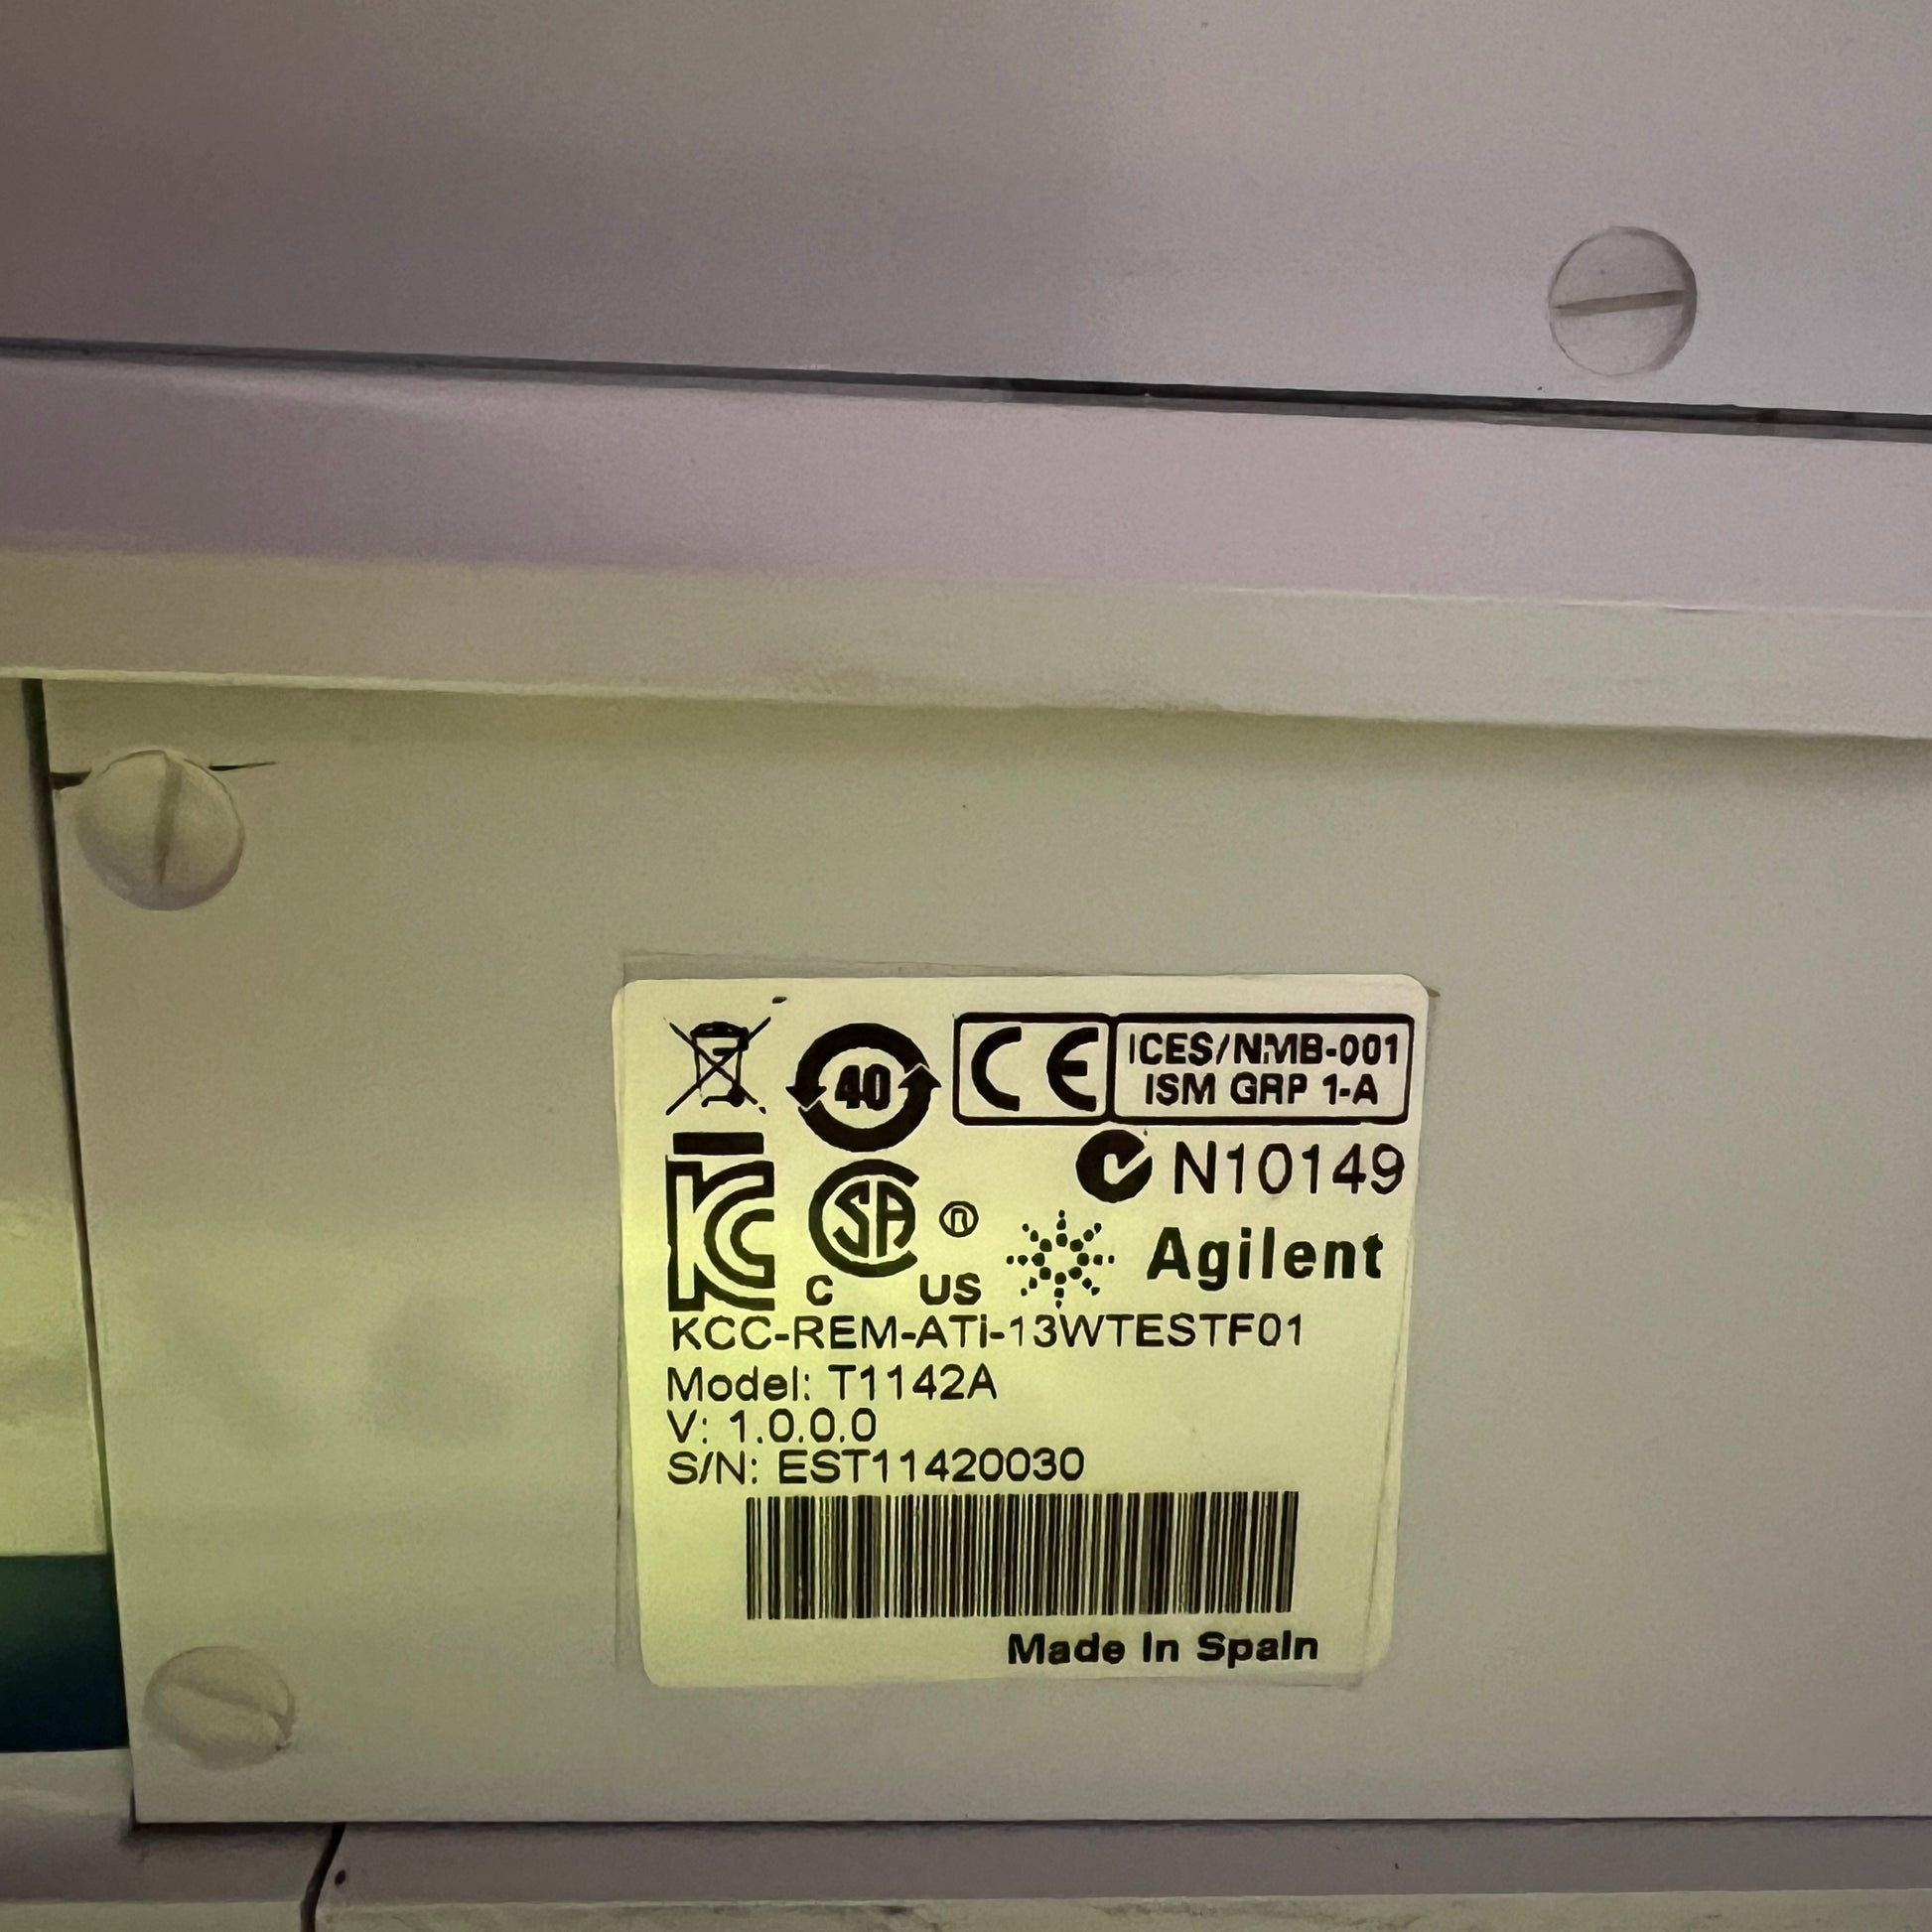 40
CE ICES/NMB-001
ISM GRP 1-A
N10149
SA ®
C US
Agilent
KCC-REM-ATi-13WTESTF01
Model: T1142A
V: 1.0.0.0
S/N: EST11420030
Made In Spain